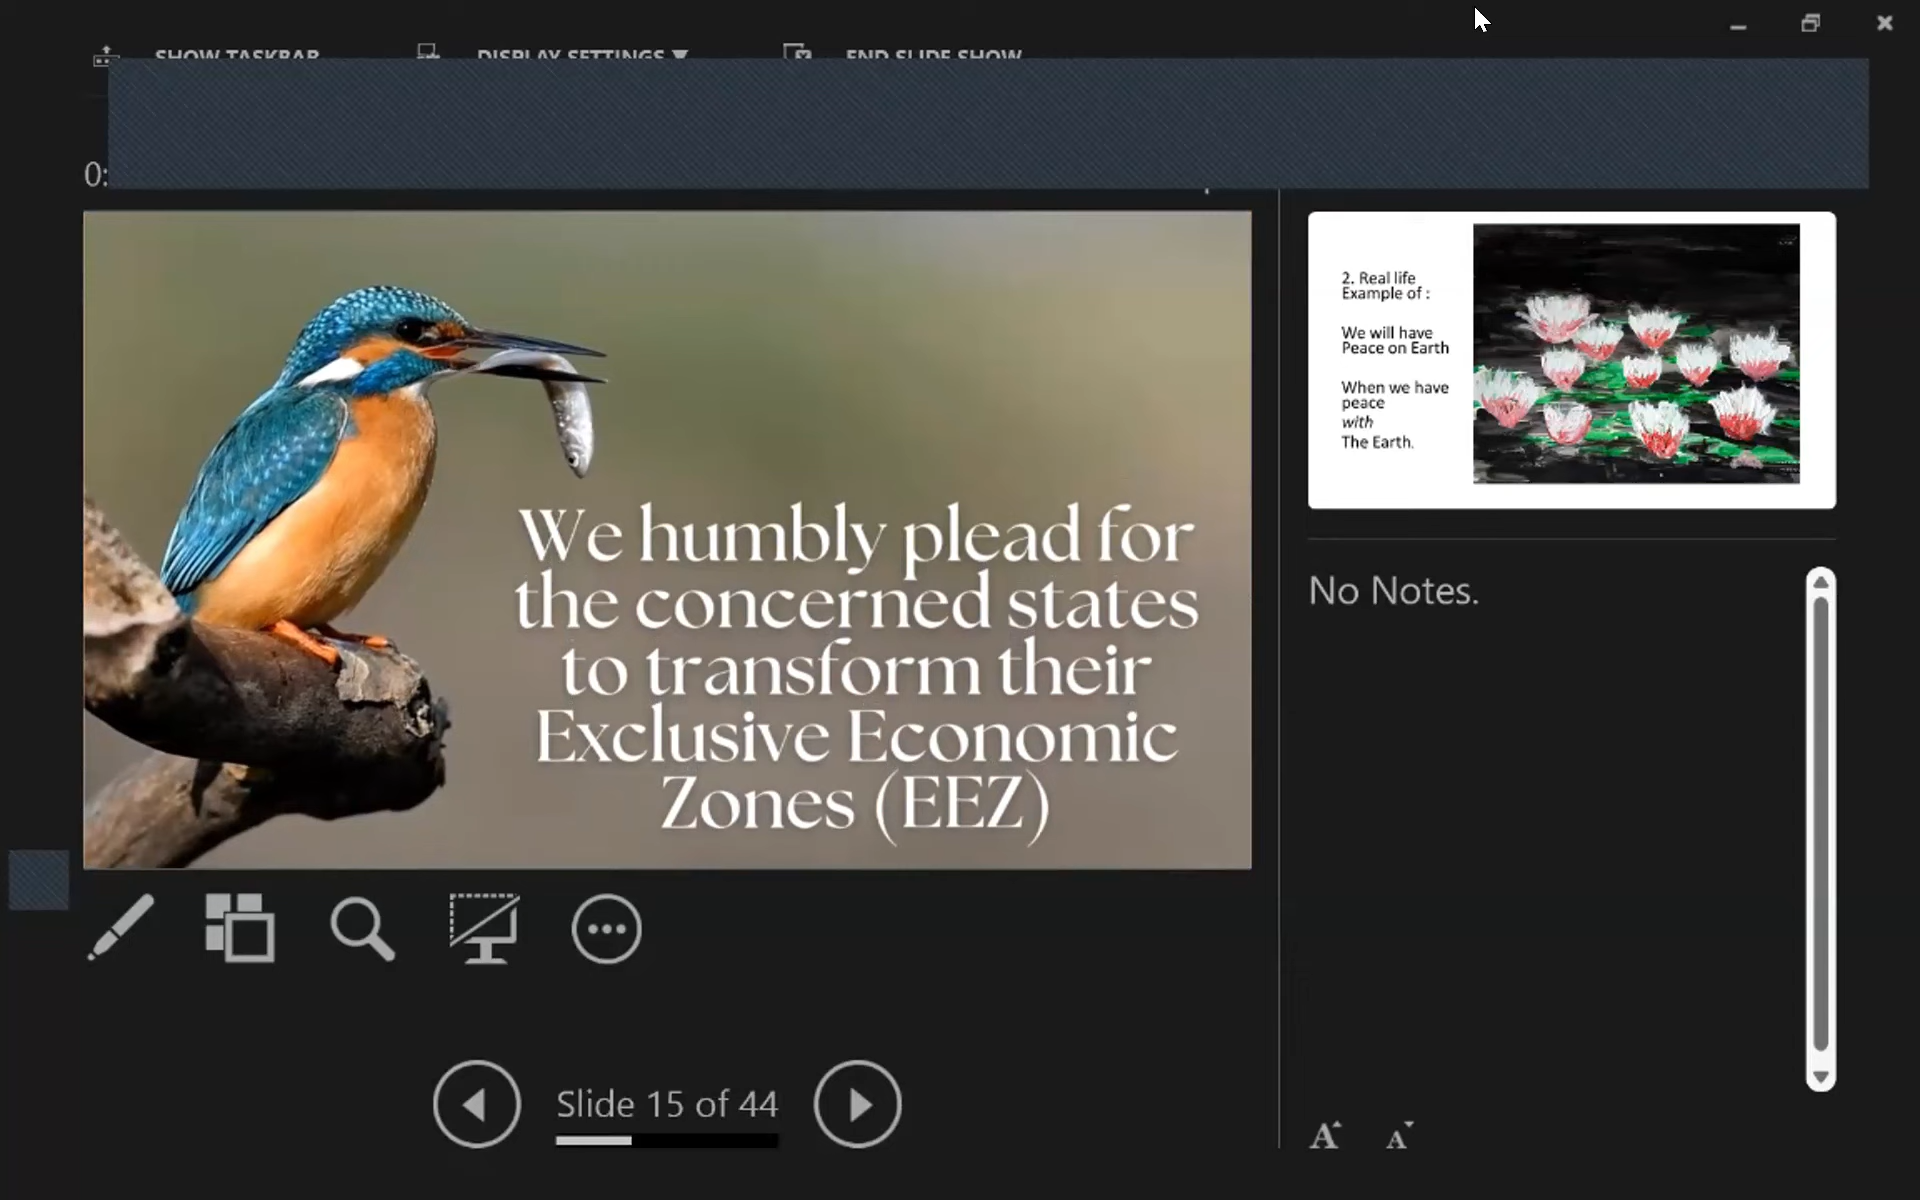 SHOW TASKBAR
DISPLAY SETTINGS ▼
END SLIDE SHOW
0:
We humbly plead for
the concerned states
to transform their
Exclusive Economic
Zones (EEZ)
2. Real life
Example of :
We will have
Peace on Earth
When we have
peace
with
The Earth.
No Notes.
Slide 15 of 44
A
A